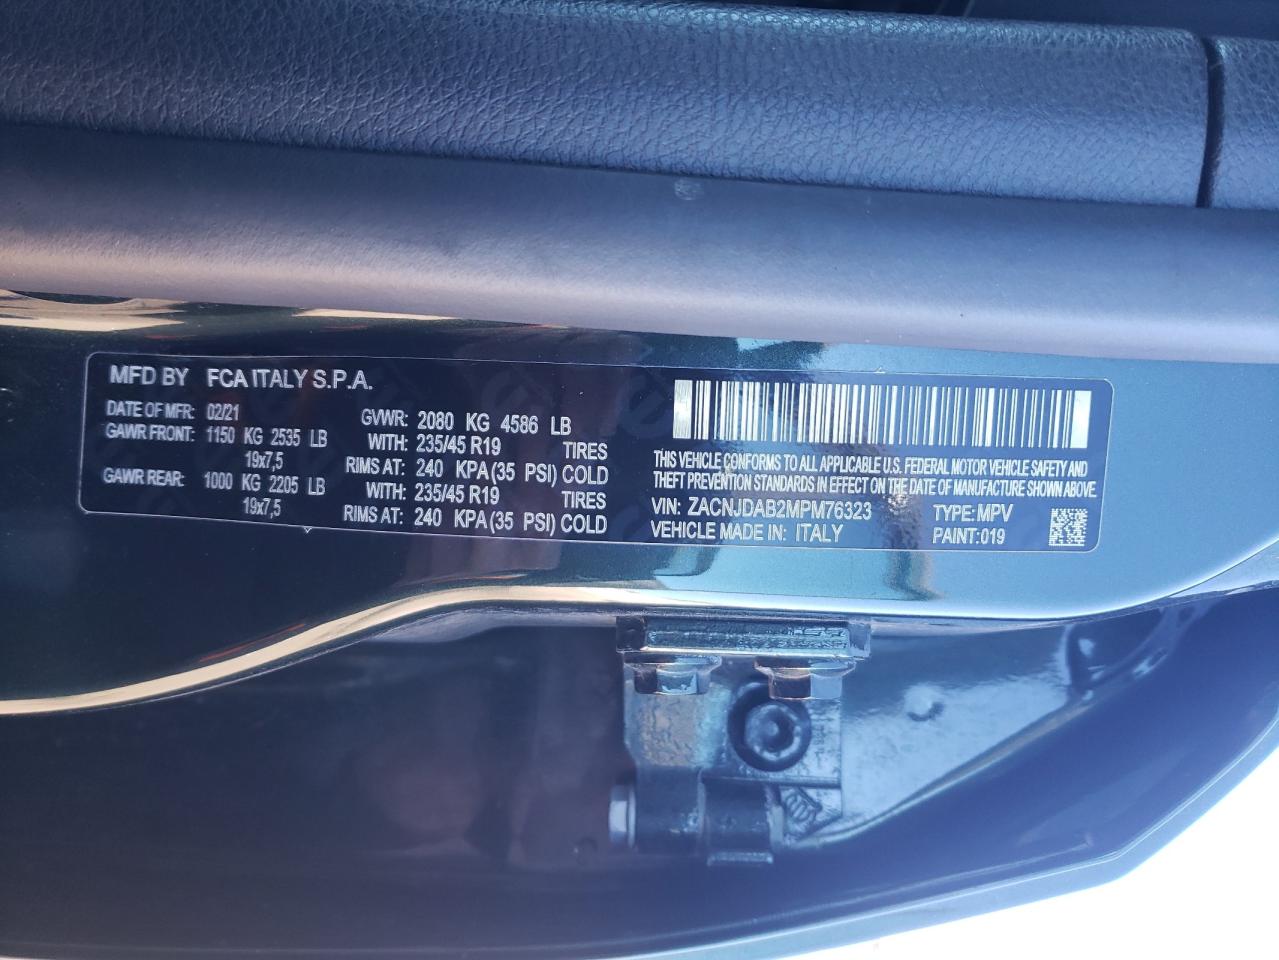 MFD BY FCA ITALY S.P.A.
DATE OF MFR: 02/21 GVWR: 2080 KG 4586 LB
GAWR FRONT: 1150 KG 2535 LB WITH: 235/45 R19 TIRES
19x7,5 RIMS AT: 240 KPA (35 PSI) COLD
GAWR REAR: 1000 KG 2205 LB WITH: 235/45 R19 TIRES
19x7,5 RIMS AT: 240 KPA (35 PSI) COLD
THIS VEHICLE CONFORMS TO ALL APPLICABLE U.S. FEDERAL MOTOR VEHICLE SAFETY AND
THEFT PREVENTION STANDARDS IN EFFECT ON THE DATE OF MANUFACTURE SHOWN ABOVE.
VIN: ZACNJDAB2MPM76323 TYPE: MPV
VEHICLE MADE IN: ITALY PAINT:019